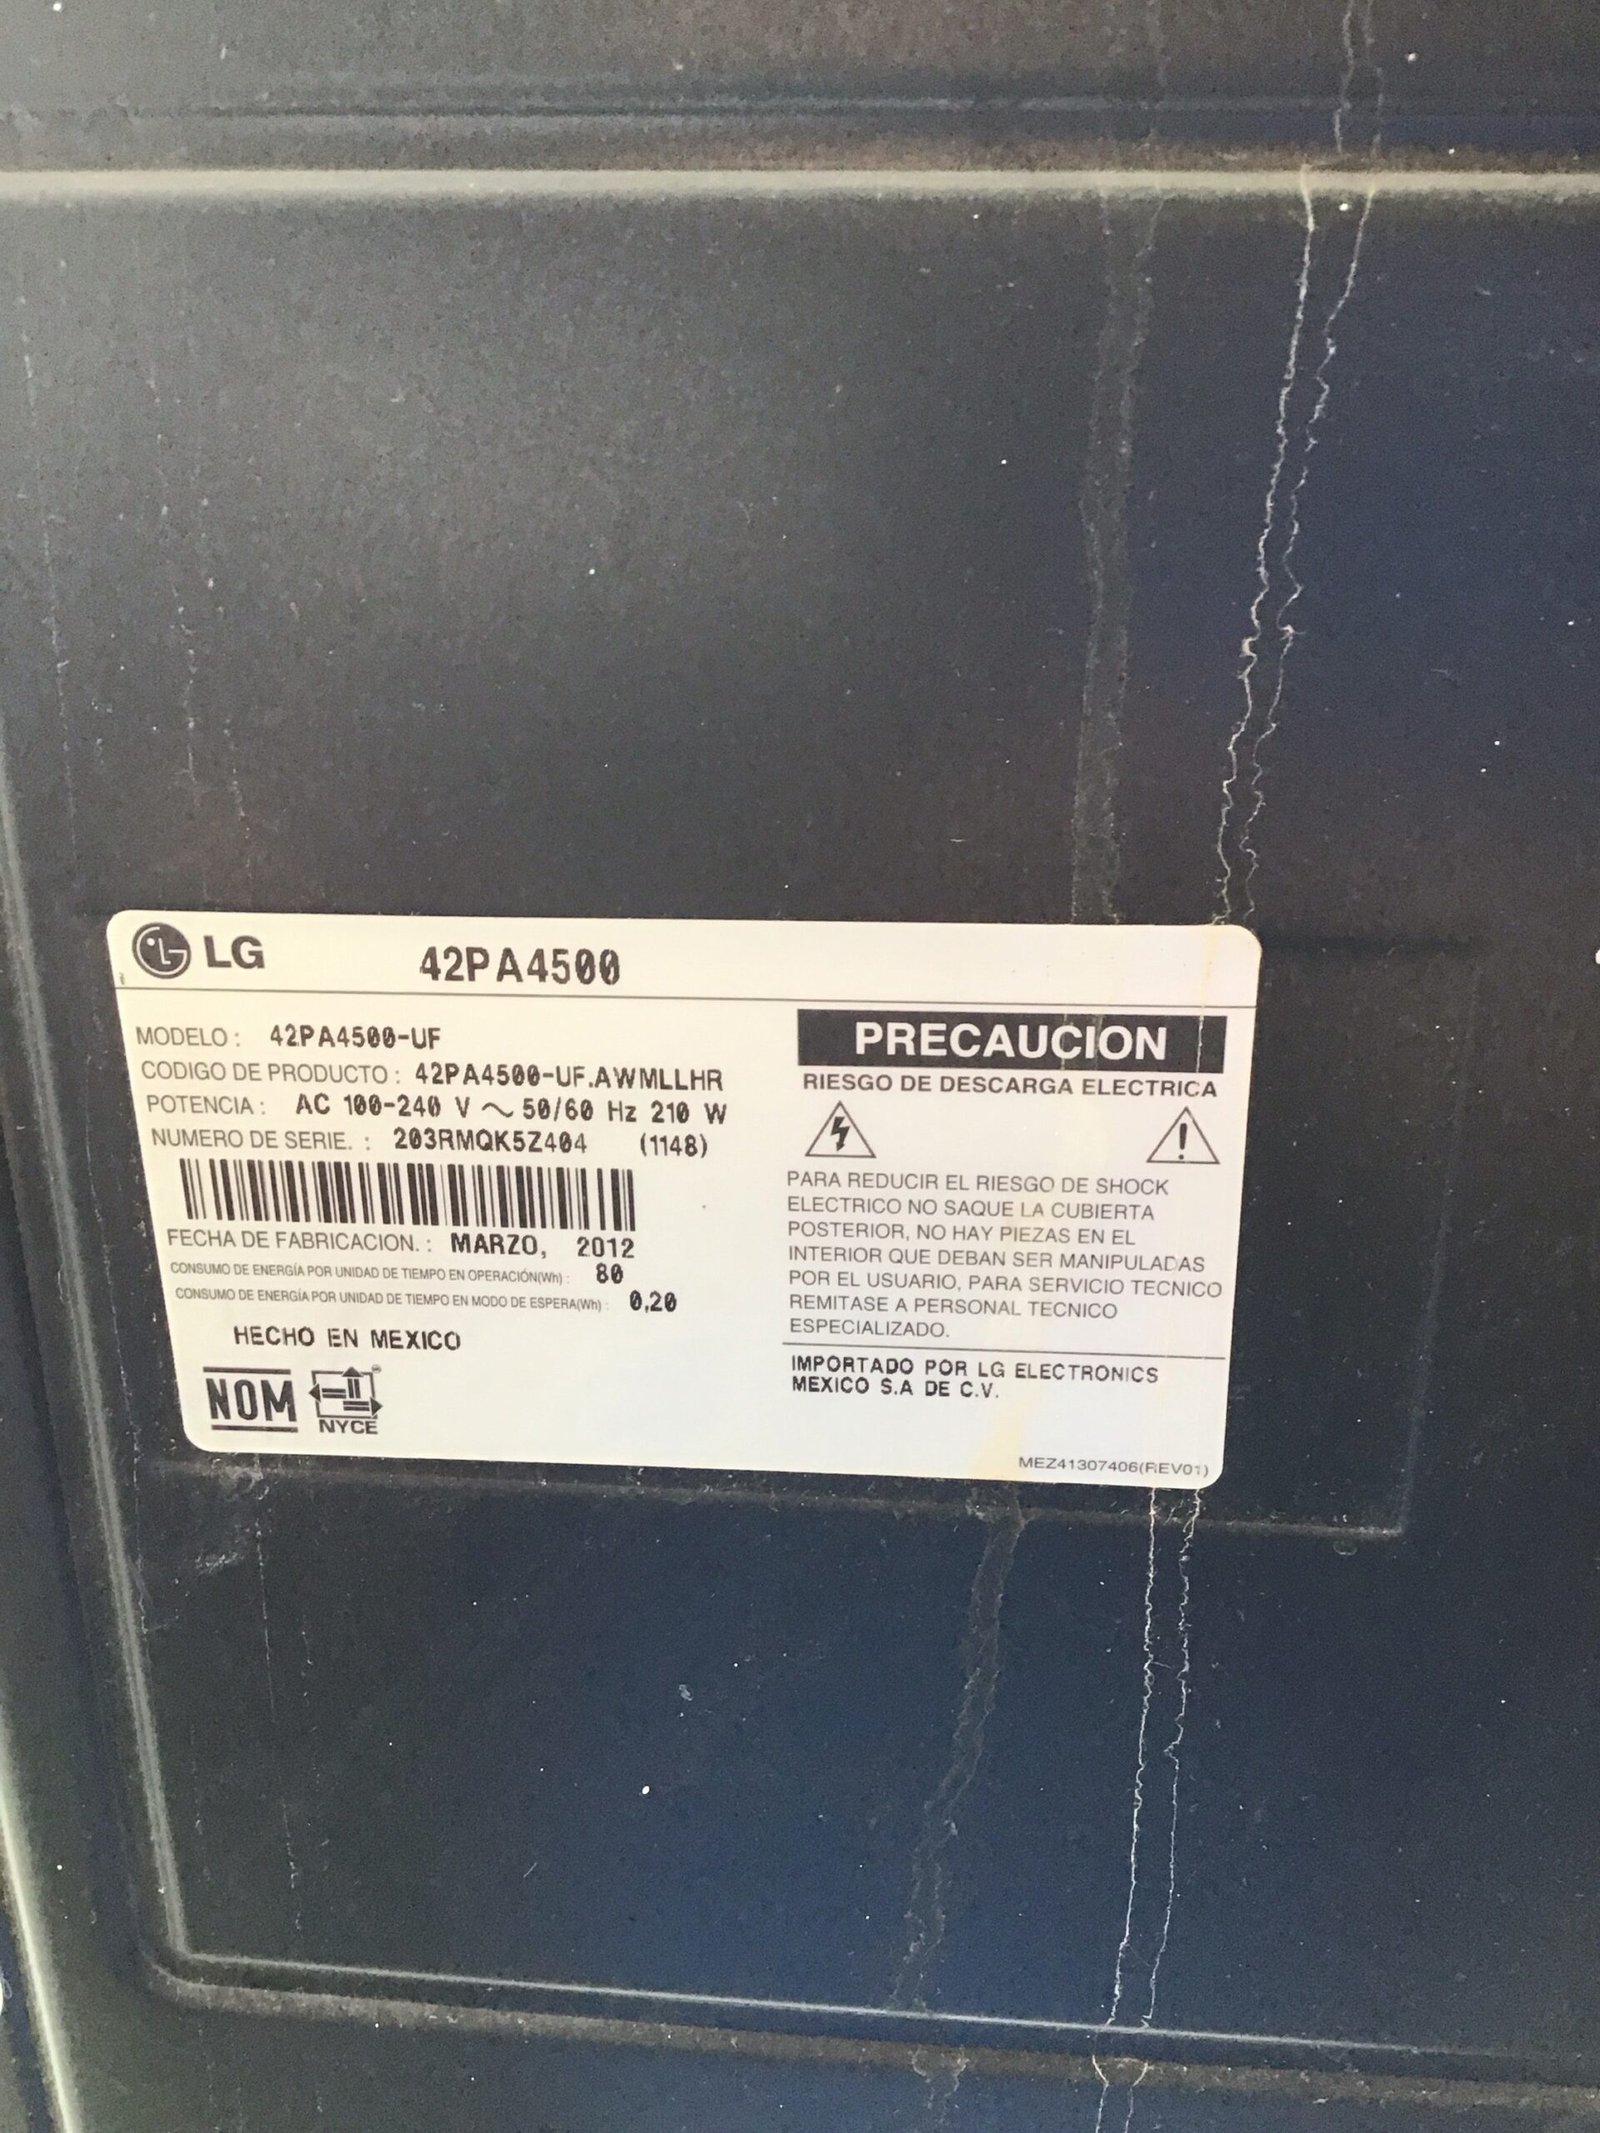 LG 42PA4500
MODELO : 42PA4500-UF
CODIGO DE PRODUCTO : 42PA4500-UF.AWMLLHR
POTENCIA : AC 100-240 V ~ 50/60 Hz 210 W
NUMERO DE SERIE. : 203RMQK5Z404 (1148)
FECHA DE FABRICACION. : MARZO, 2012
CONSUMO DE ENERGÍA POR UNIDAD DE TIEMPO EN OPERACIÓN(Wh) : 80
CONSUMO DE ENERGÍA POR UNIDAD DE TIEMPO EN MODO DE ESPERA(Wh) : 0,20
HECHO EN MEXICO
NOM
NYCE
PRECAUCION
RIESGO DE DESCARGA ELECTRICA
PARA REDUCIR EL RIESGO DE SHOCK
ELECTRICO NO SAQUE LA CUBIERTA
POSTERIOR, NO HAY PIEZAS EN EL
INTERIOR QUE DEBAN SER MANIPULADAS
POR EL USUARIO, PARA SERVICIO TECNICO
REMITASE A PERSONAL TECNICO
ESPECIALIZADO.
IMPORTADO POR LG ELECTRONICS
MEXICO S.A DE C.V.
MEZ41307406(REV01)